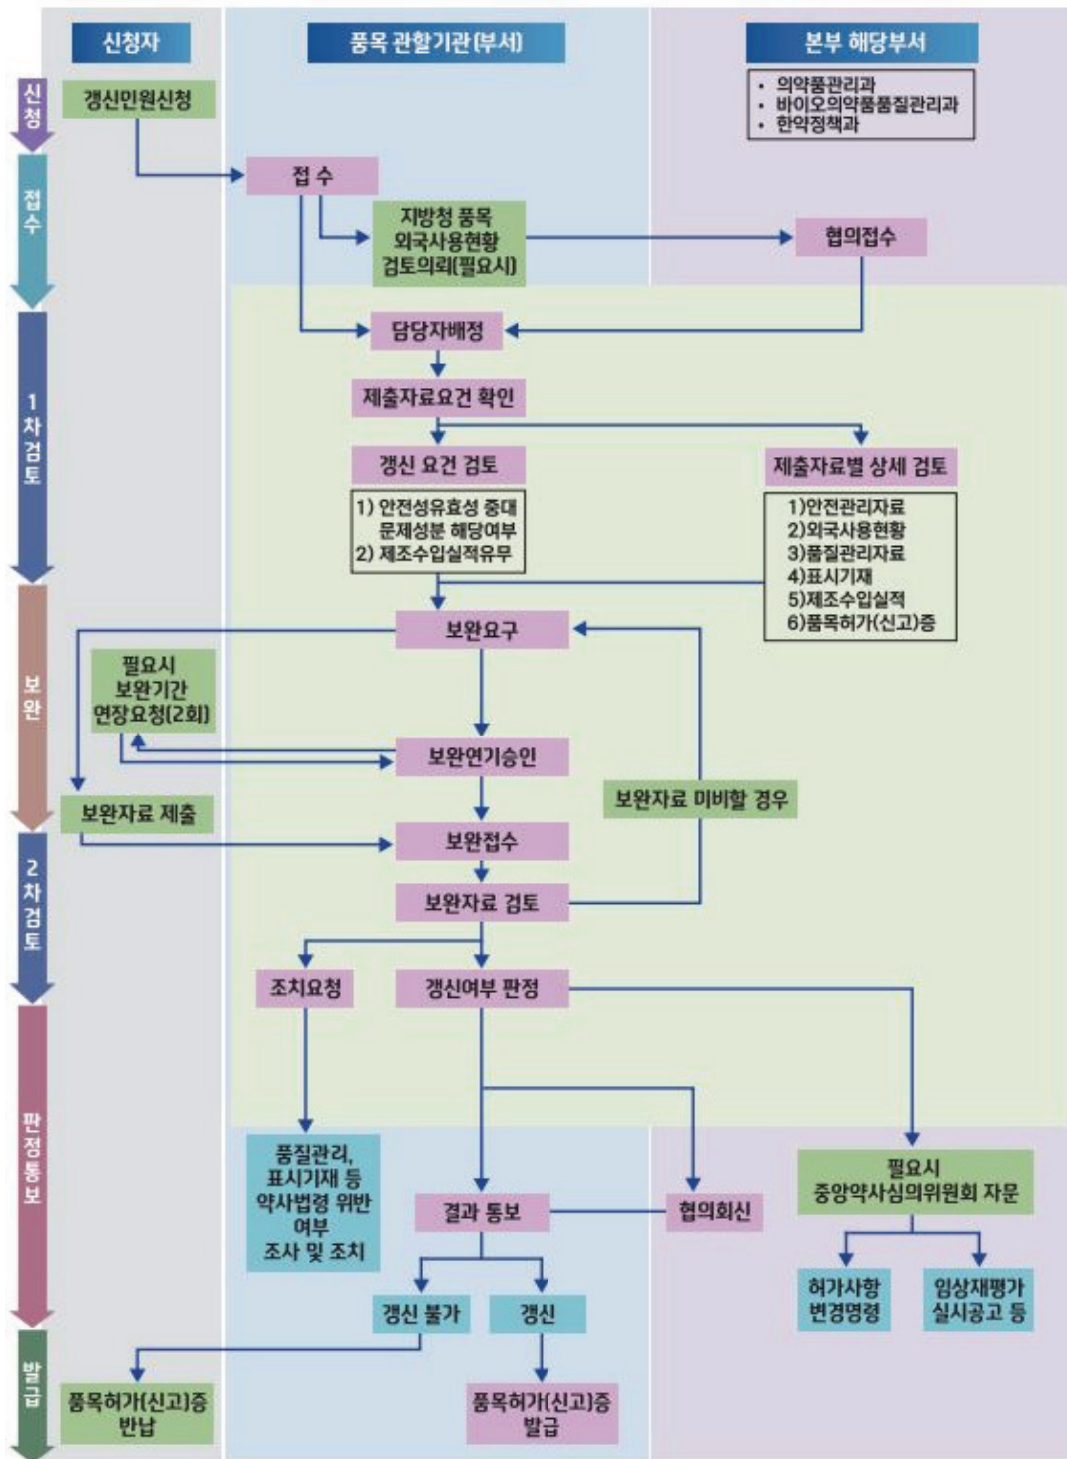 신청자
품목 관할기관(부서)
본부 해당부서
신청
갱신민원신청
• 의약품관리과
• 바이오의약품품질관리과
• 한약정책과
접수
접 수
지방청 품목
외국사용현황
검토의뢰(필요시)
협의접수
1차검토
담당자배정
제출자료요건 확인
갱신 요건 검토
제출자료별 상세 검토
1) 안전성유효성 중대
문제성분 해당여부
2) 제조수입실적유무
1)안전관리자료
2)외국사용현황
3)품질관리자료
4)표시기재
5)제조수입실적
6)품목허가(신고)증
보완
보완요구
필요시
보완기간
연장요청(2회)
보완연기승인
보완자료 제출
보완자료 미비할 경우
보완접수
2차검토
보완자료 검토
조치요청
갱신여부 판정
판정통보
품질관리,
표시기재 등
약사법령 위반
여부
조사 및 조치
결과 통보
협의회신
필요시
중앙약사심의위원회 자문
허가사항
변경명령
임상재평가
실시공고 등
갱신 불가
갱신
발급
품목허가(신고)증
반납
품목허가(신고)증
발급